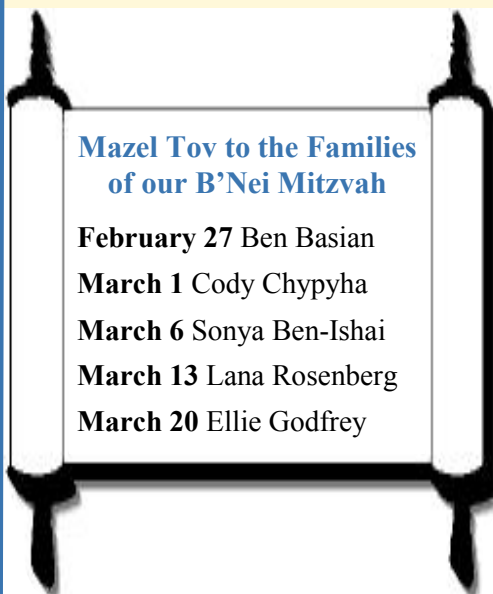 Mazel Tov to the Families
of our B’Nei Mitzvah
February 27 Ben Basian
March 1 Cody Chypyha
March 6 Sonya Ben-Ishai
March 13 Lana Rosenberg
March 20 Ellie Godfrey